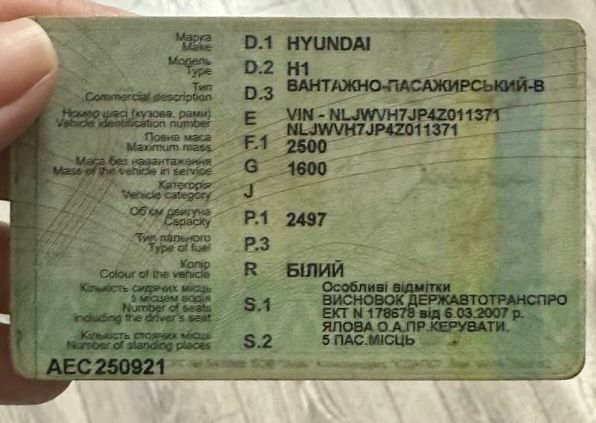 Марка
Make D.1 HYUNDAI
Модель
Type D.2 H1
Тип
Commercial description D.3 ВАНТАЖНО-ПАСАЖИРСЬКИЙ-В
Номер шасі (кузова, рами)
Vehicle identification number E VIN - NLJWVH7JP4Z011371
NLJWVH7JP4Z011371
Повна маса
Maximum mass F.1 2500
Маса без навантаження
Mass of the vehicle in service G 1600
Категорія
Vehicle category J
Об'єм двигуна
Capacity P.1 2497
Тип пального
Type of fuel P.3
Колір
Colour of the vehicle R БІЛИЙ
Кількість сидячих місць
з місцем водія
Number of seats
including the driver's seat S.1
Кількість стоячих місць
Number of standing places S.2
Особливі відмітки
ВИСНОВОК ДЕРЖАВТОТРАНСПРО
ЕКТ N 178678 від 6.03.2007 р.
ЯЛОВА О.А.ПР.КЕРУВАТИ.
5 ПАС.МІСЦЬ
АЕС250921